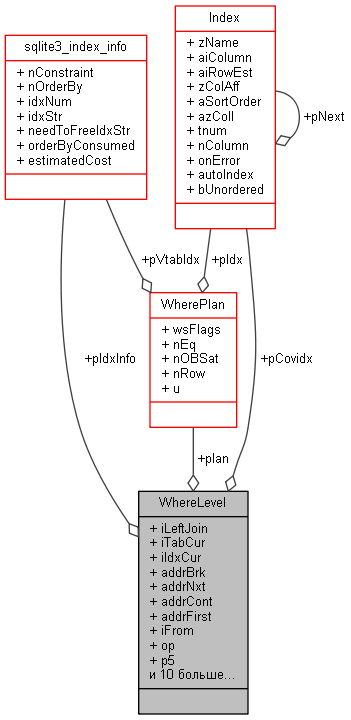 Index
+ zName
+ aiColumn
+ aiRowEst
+ zColAff
+ aSortOrder
+ azColl
+ tnum
+ nColumn
+ onError
+ autoIndex
+ bUnordered
+pNext
sqlite3_index_info
+ nConstraint
+ nOrderBy
+ idxNum
+ idxStr
+ needToFreeIdxStr
+ orderByConsumed
+ estimatedCost
+pVtabIdx
+pIdx
WherePlan
+ wsFlags
+ nEq
+ nOBSat
+ nRow
+ u
+pIdxInfo
+pCovidx
+plan
WhereLevel
+ iLeftJoin
+ iTabCur
+ iIdxCur
+ addrBrk
+ addrNxt
+ addrCont
+ addrFirst
+ iFrom
+ op
+ p5
и 10 больше...